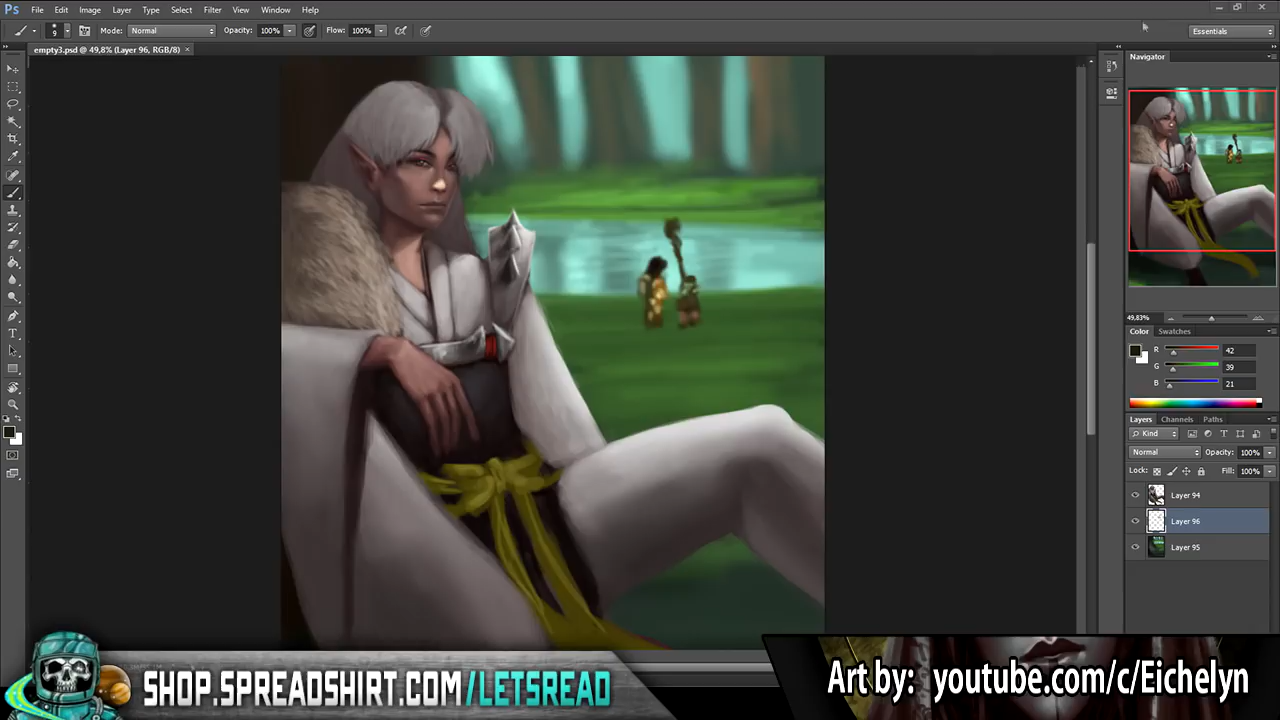 Ps File Edit Image Layer Type Select Filter View Window Help
9 Mode: Normal Opacity: 100% Flow: 100% Essentials
empty3.psd @ 49,8% (Layer 96, RGB/8) ×
Navigator
49,83%
Color Swatches
R 42
G 39
B 21
Layers Channels Paths
Kind
Normal Opacity: 100%
Lock: Fill: 100%
Layer 94
Layer 96
Layer 95
SHOP.SPREADSHIRT.COM/LETSREAD
Art by: youtube.com/c/Eichelyn